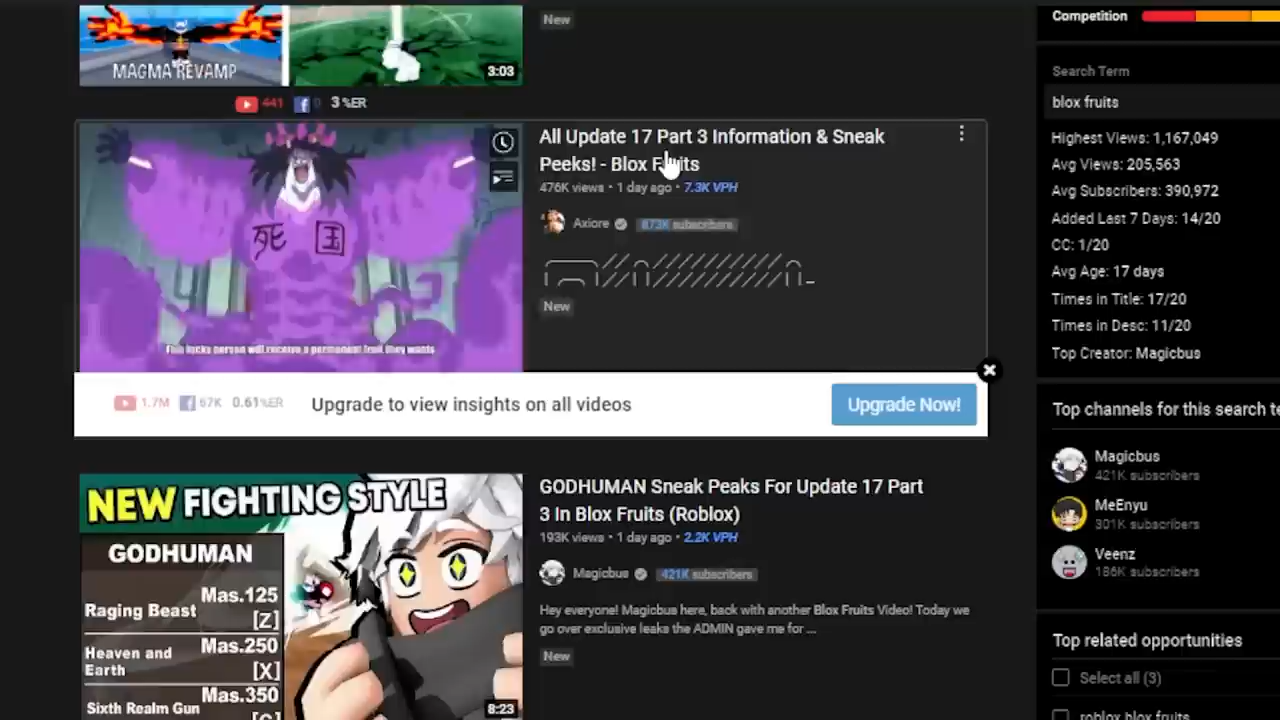 MAGMA REVAMP
3:03
New
441
0
3 %ER
死 国
This lucky person will receive a permanent fruit they wants
All Update 17 Part 3 Information & Sneak
Peeks! - Blox Fruits
476K views • 1 day ago • 7.3K VPH
Axiore
873K subscribers
New
1.7M
67K
0.61%ER
Upgrade to view insights on all videos
Upgrade Now!
NEW FIGHTING STYLE
GODHUMAN
Mas.125
Raging Beast
[Z]
Mas.250
Heaven and
Earth
[X]
Mas.350
Sixth Realm Gun
8:23
GODHUMAN Sneak Peaks For Update 17 Part
3 In Blox Fruits (Roblox)
193K views • 1 day ago • 2.2K VPH
Magicbus
421K subscribers
Hey everyone! Magicbus here, back with another Blox Fruits Video! Today we
go over exclusive leaks the ADMIN gave me for ...
New
Competition
Search Term
blox fruits
Highest Views: 1,167,049
Avg Views: 205,563
Avg Subscribers: 390,972
Added Last 7 Days: 14/20
CC: 1/20
Avg Age: 17 days
Times in Title: 17/20
Times in Desc: 11/20
Top Creator: Magicbus
Top channels for this search te
Magicbus
421K subscribers
MeEnyu
301K subscribers
Veenz
186K subscribers
Top related opportunities
Select all (3)
roblox blox fruits